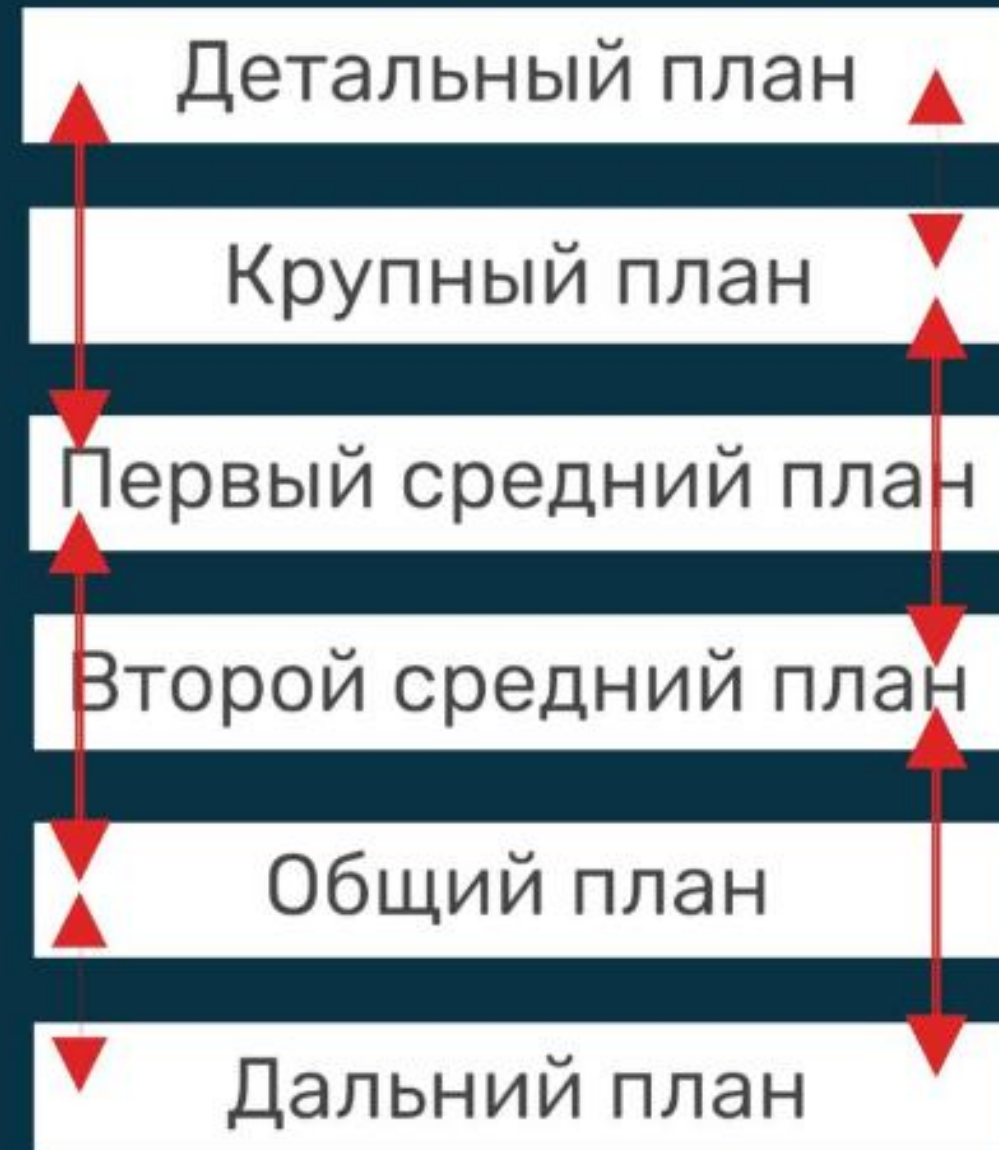 Детальный план
Крупный план
Первый средний план
Второй средний план
Общий план
Дальний план